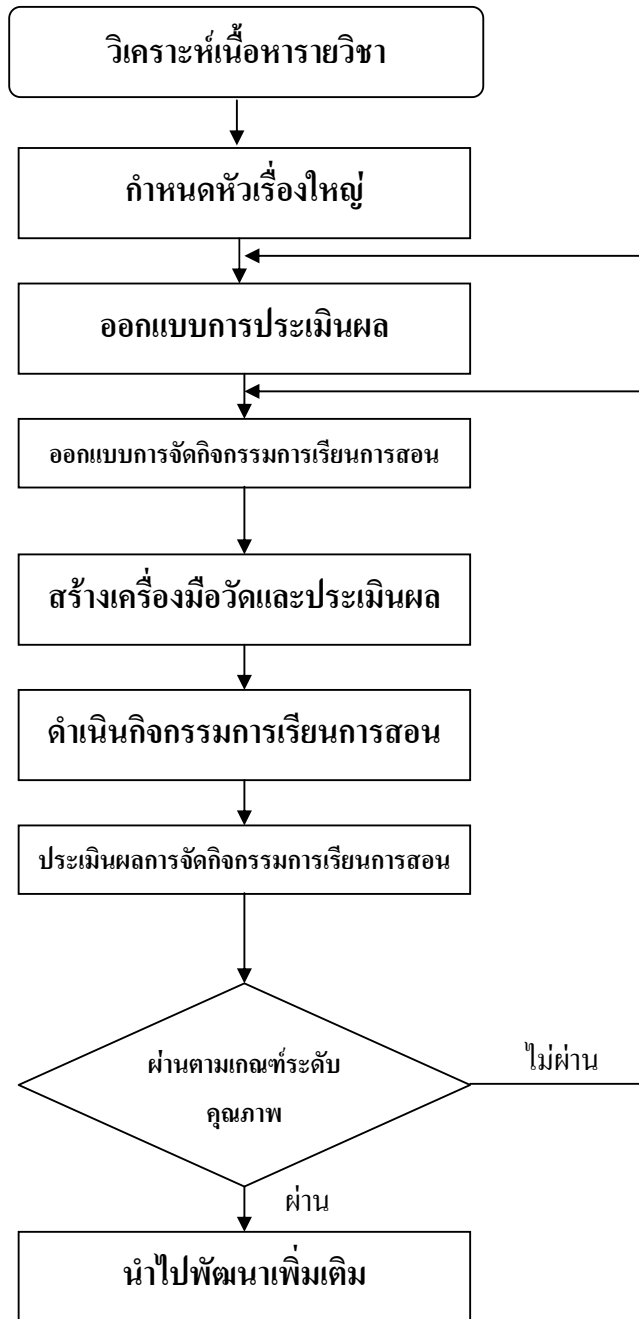 วิเคราะห์เนื้อหารายวิชา
กำหนดหัวเรื่องใหญ่
ออกแบบการประเมินผล
ออกแบบการจัดกิจกรรมการเรียนการสอน
สร้างเครื่องมือวัดและประเมินผล
ดำเนินกิจกรรมการเรียนการสอน
ประเมินผลการจัดกิจกรรมการเรียนการสอน
ผ่านตามเกณฑ์ระดับ
คุณภาพ
ไม่ผ่าน
ผ่าน
นำไปพัฒนาเพิ่มเติม